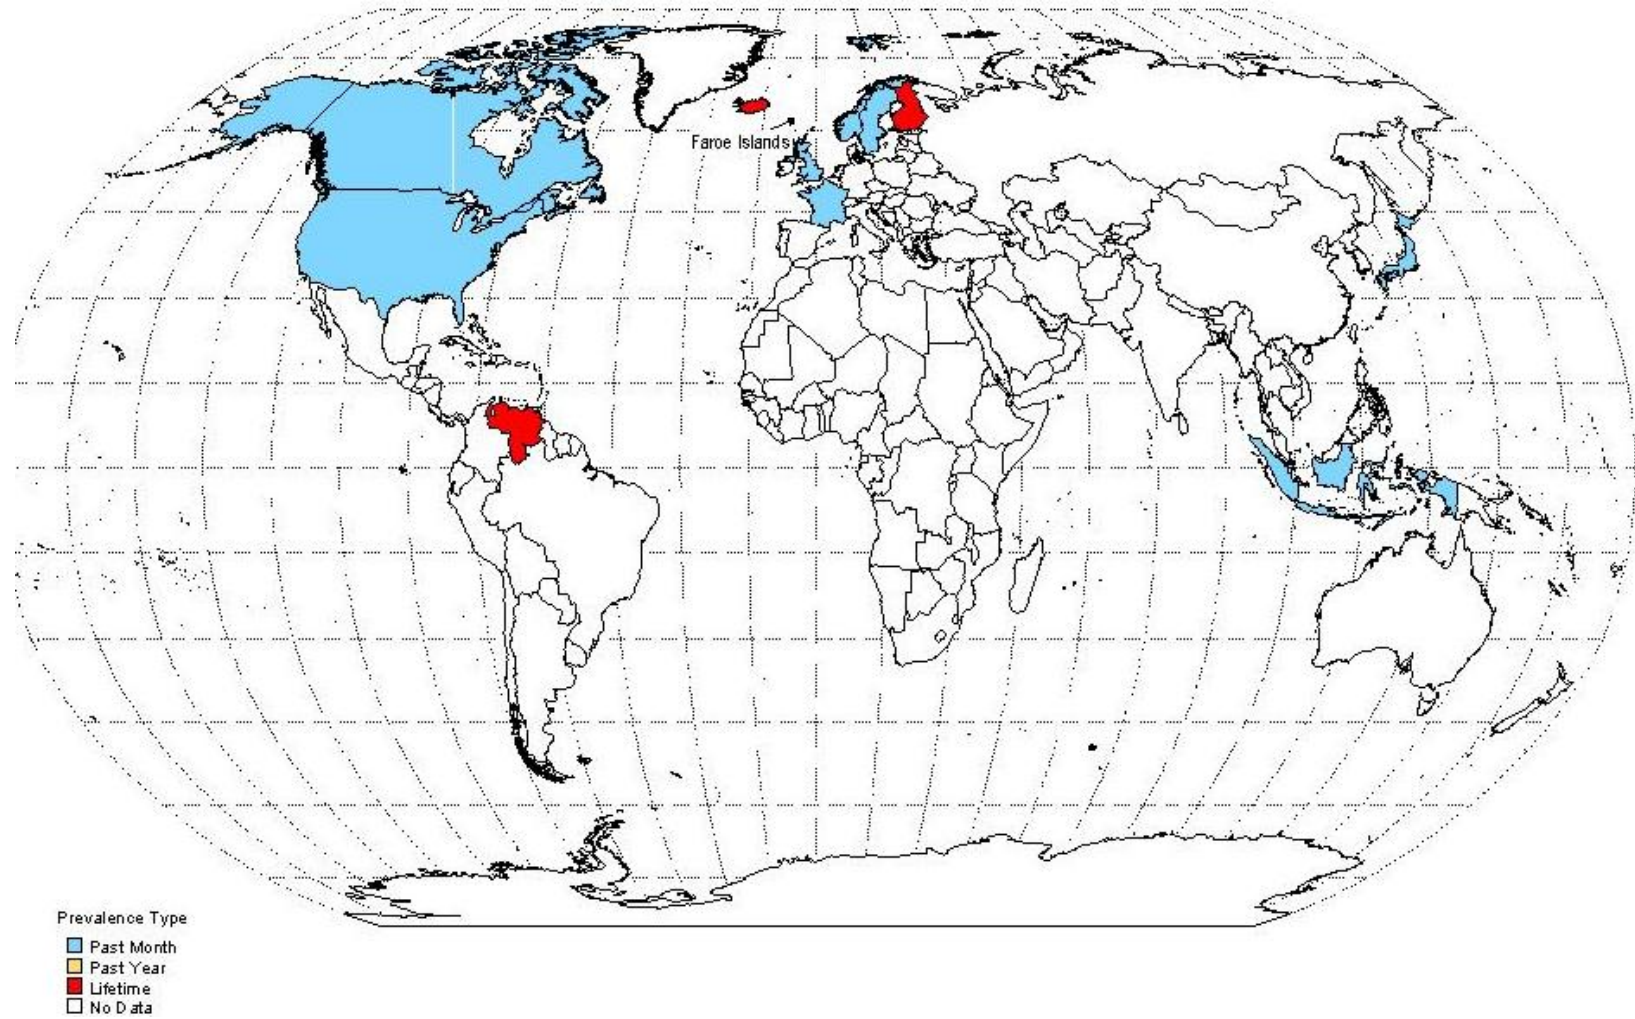 Faroe Islands
Prevalence Type
Past Month
Past Year
Lifetime
No Data